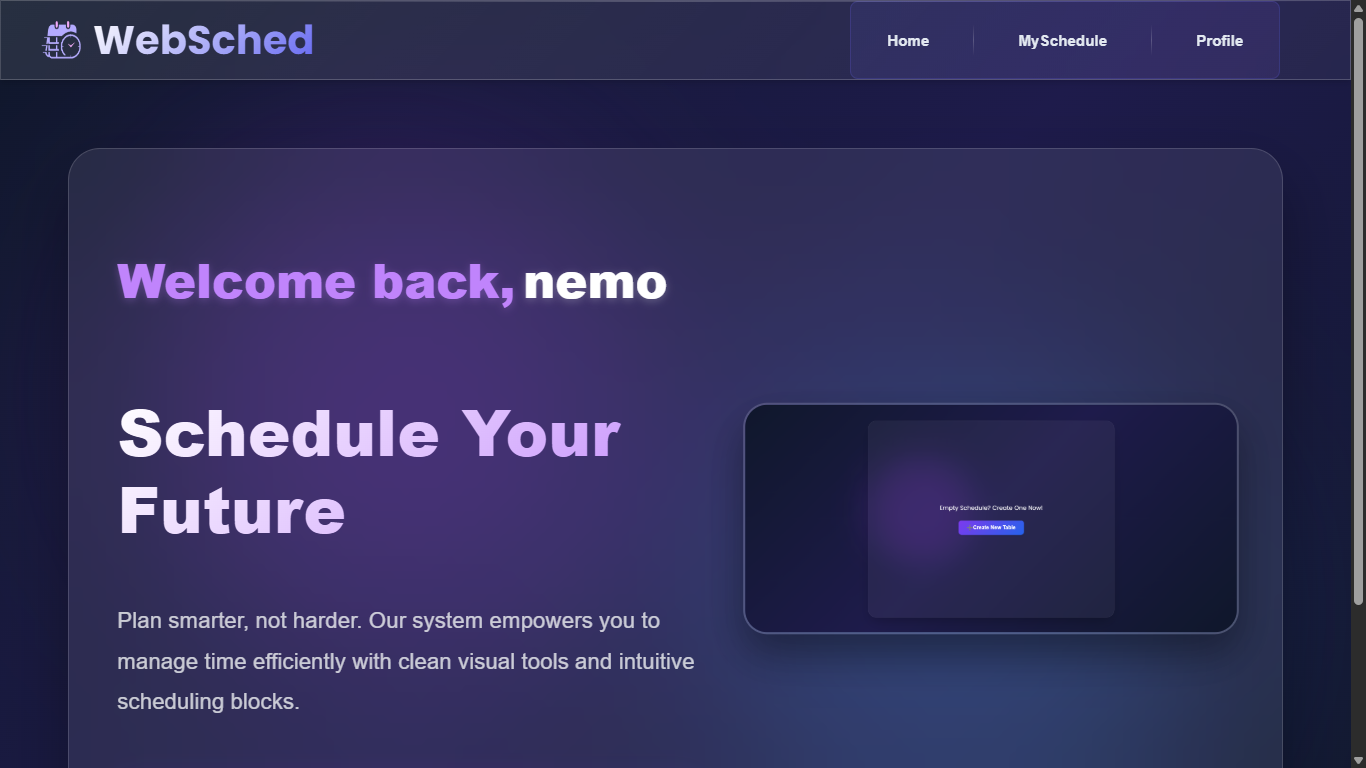 WebSched
Home
MySchedule
Profile
Welcome back, nemo
Schedule Your
Future
Empty Schedule? Create One Now!
+ Create New Table
Plan smarter, not harder. Our system empowers you to
manage time efficiently with clean visual tools and intuitive
scheduling blocks.